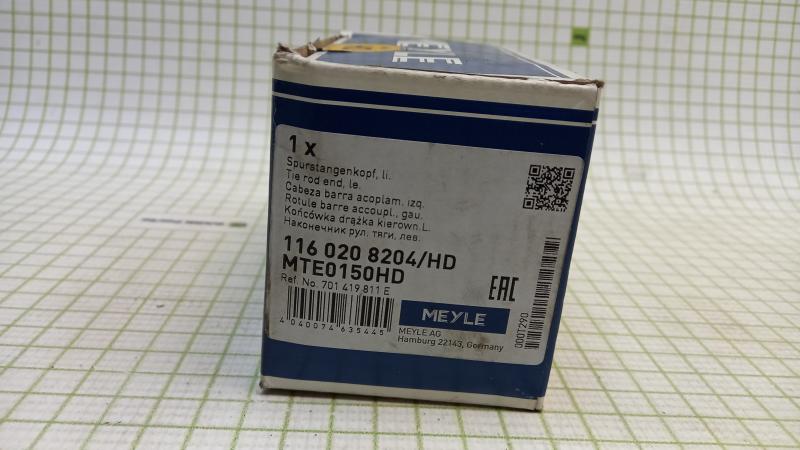 1 x
Spurstangenkopf, li.
Tie rod end, le.
Cabeza barra acoplam. izq.
Rotule barre accoupl., gau.
Końcówka drążka kierown.L.
Наконечник рул. тяги, лев.
116 020 8204/HD
MTE0150HD
Ref. No. 701 419 811 E
4 040074 635445
MEYLE
MEYLE AG
Hamburg 22143, Germany
EAC
000T290